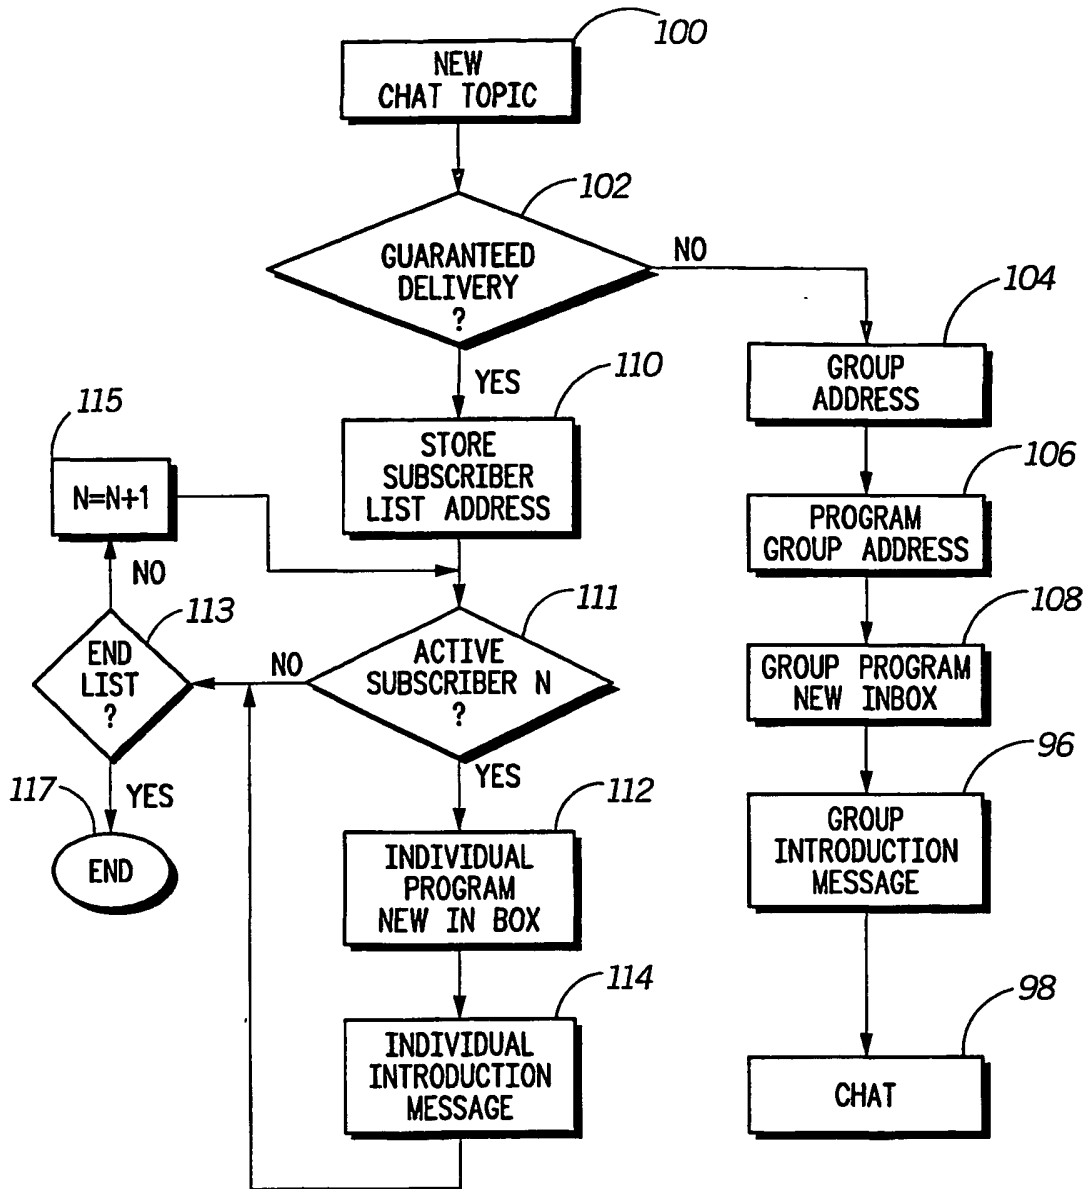 100
NEW
CHAT TOPIC
102
GUARANTEED
DELIVERY
?
NO
YES
104
GROUP
ADDRESS
110
STORE
SUBSCRIBER
LIST ADDRESS
115
N=N+1
106
PROGRAM
GROUP ADDRESS
NO
113
END
LIST
?
111
ACTIVE
SUBSCRIBER N
?
NO
108
GROUP PROGRAM
NEW INBOX
YES
117
END
YES
112
INDIVIDUAL
PROGRAM
NEW IN BOX
96
GROUP
INTRODUCTION
MESSAGE
114
INDIVIDUAL
INTRODUCTION
MESSAGE
98
CHAT